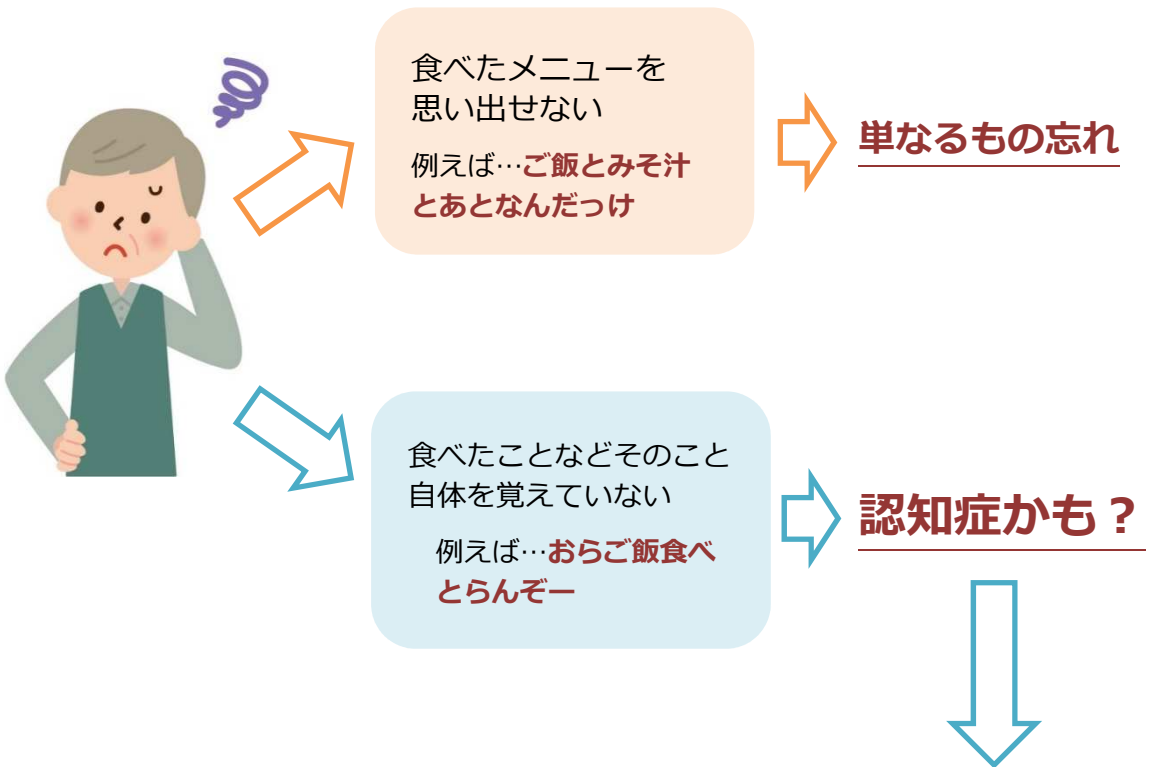 食べたメニューを
思い出せない
例えば…ご飯とみそ汁
とあとなんだっけ
単なるもの忘れ
食べたことなどそのこと
自体を覚えていない
例えば…おらご飯食べ
とらんぞー
認知症かも？